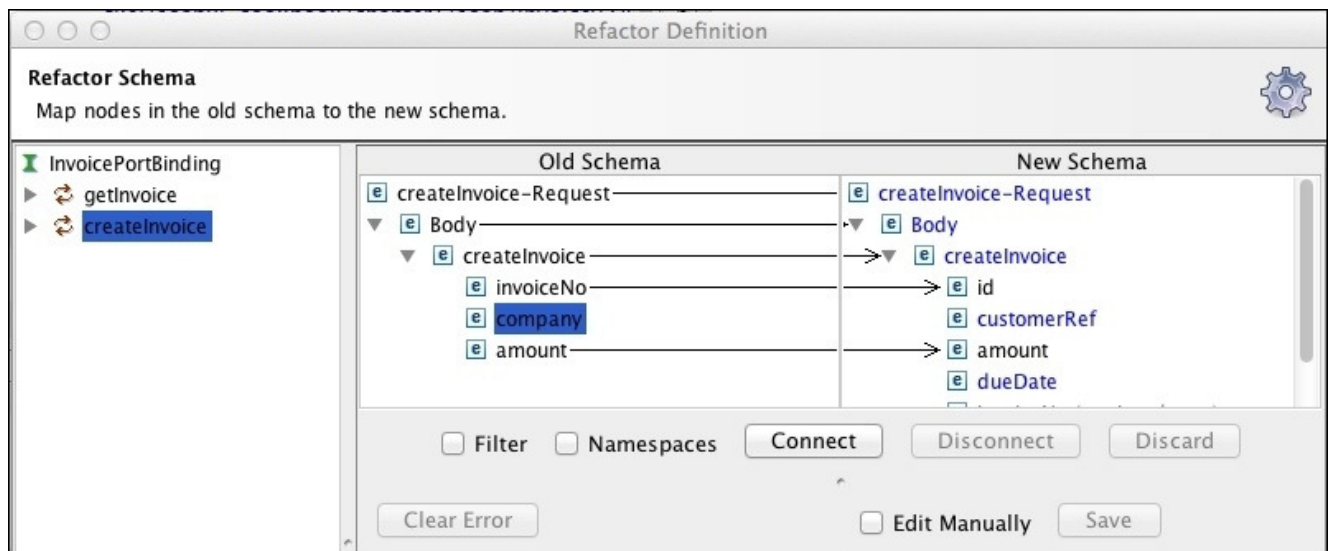 Refactor Definition
Refactor Schema
Map nodes in the old schema to the new schema.
InvoicePortBinding
getInvoice
createInvoice
Old Schema
createInvoice-Request
Body
createInvoice
invoiceNo
company
amount
New Schema
createInvoice-Request
Body
createInvoice
id
customerRef
amount
dueDate
Filter
Namespaces
Connect
Disconnect
Discard
Clear Error
Edit Manually
Save